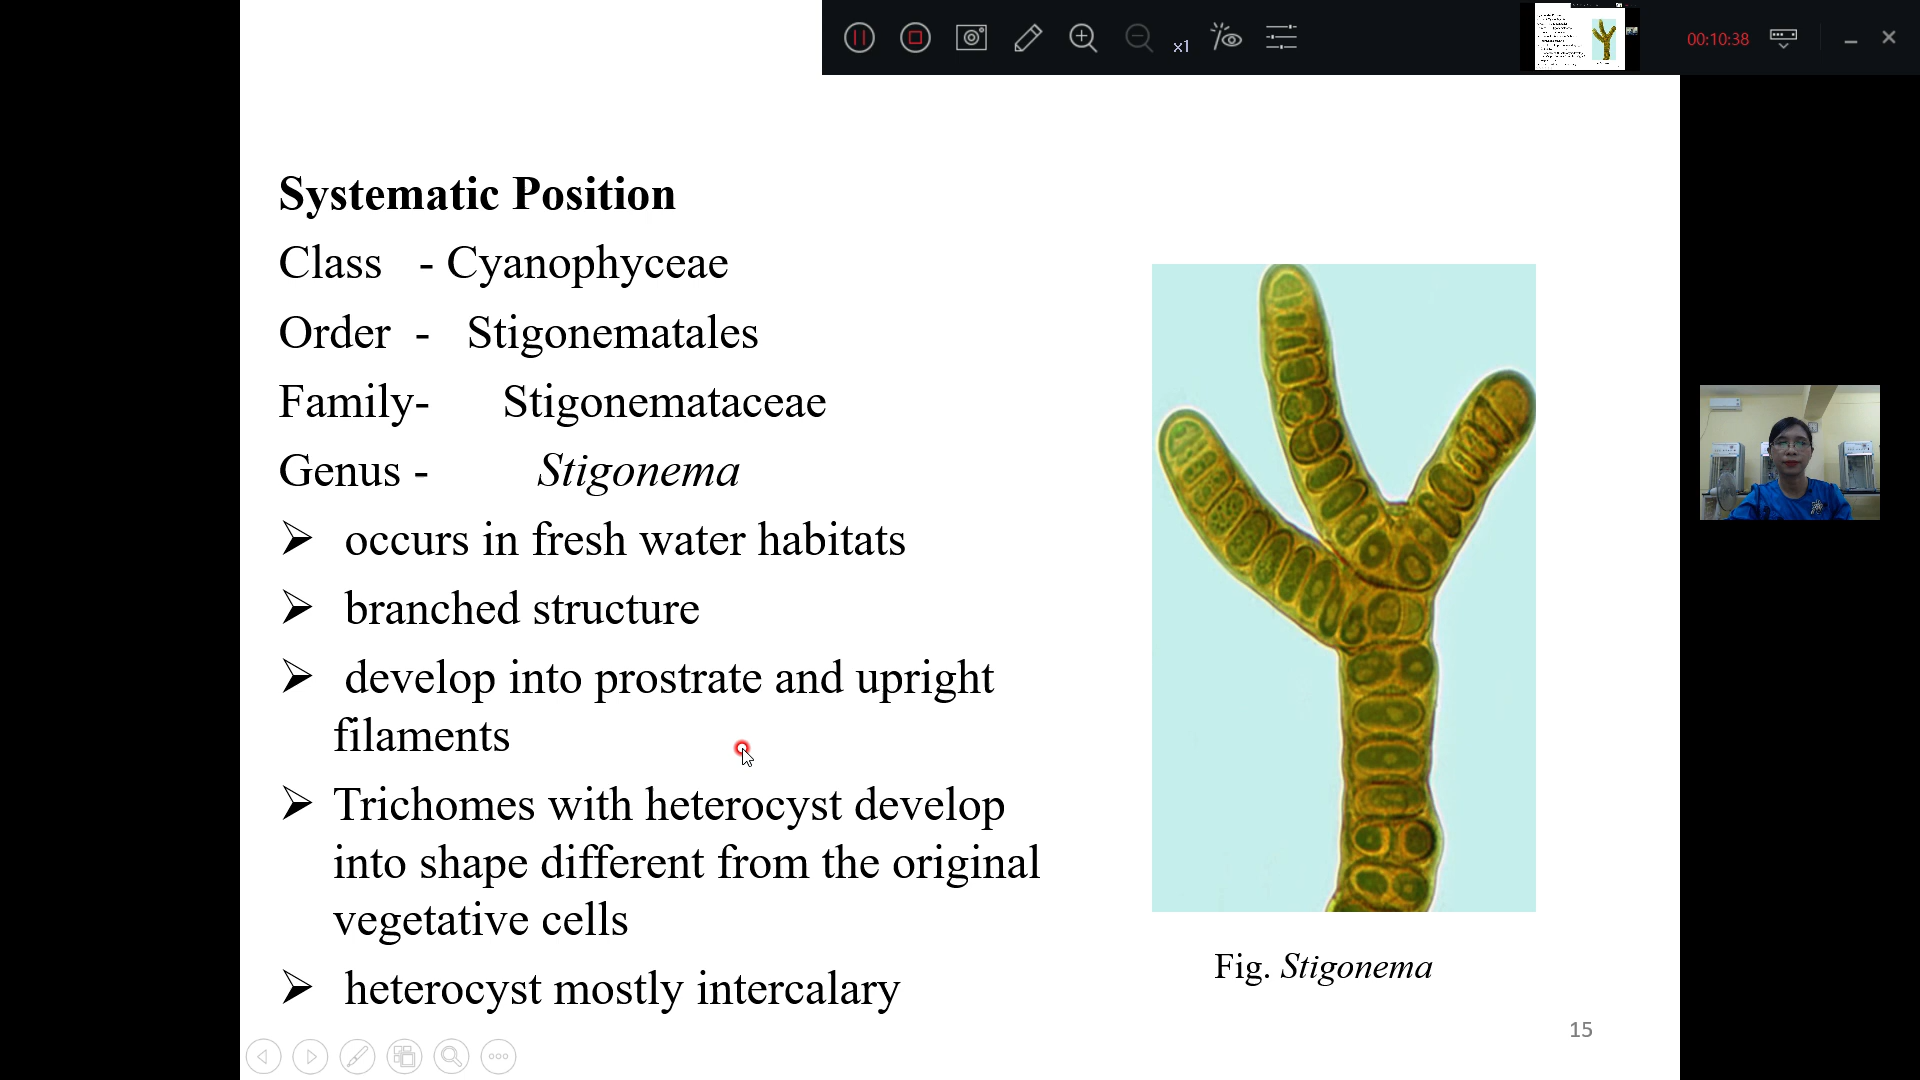 x1
00:10:38
Systematic Position
Class - Cyanophyceae
Order - Stigonematales
Family- Stigonemataceae
Genus - Stigonema
➢ occurs in fresh water habitats
➢ branched structure
➢ develop into prostrate and upright
filaments
➢ Trichomes with heterocyst develop
into shape different from the original
vegetative cells
➢ heterocyst mostly intercalary
Fig. Stigonema
15